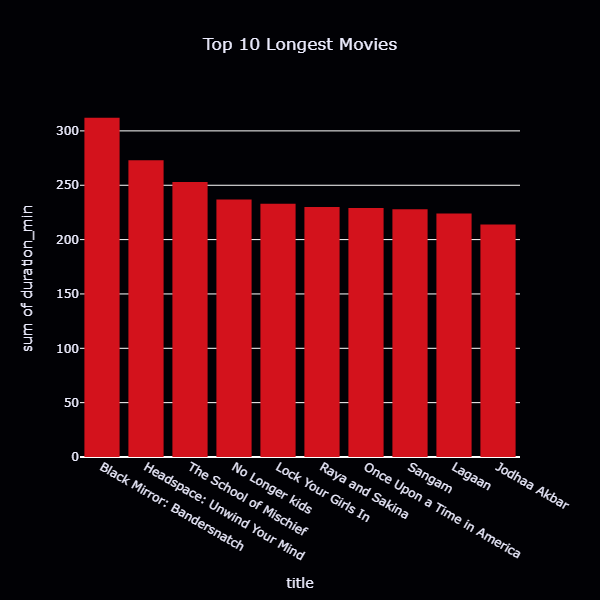 Top 10 Longest Movies
sum of duration_min
300
250
200
150
100
50
0
Black Mirror: Bandersnatch
Headspace: Unwind Your Mind
The School of Mischief
No Longer kids
Lock Your Girls In
Raya and Sakina
Once Upon a Time in America
Sangam
Lagaan
Jodhaa Akbar
title